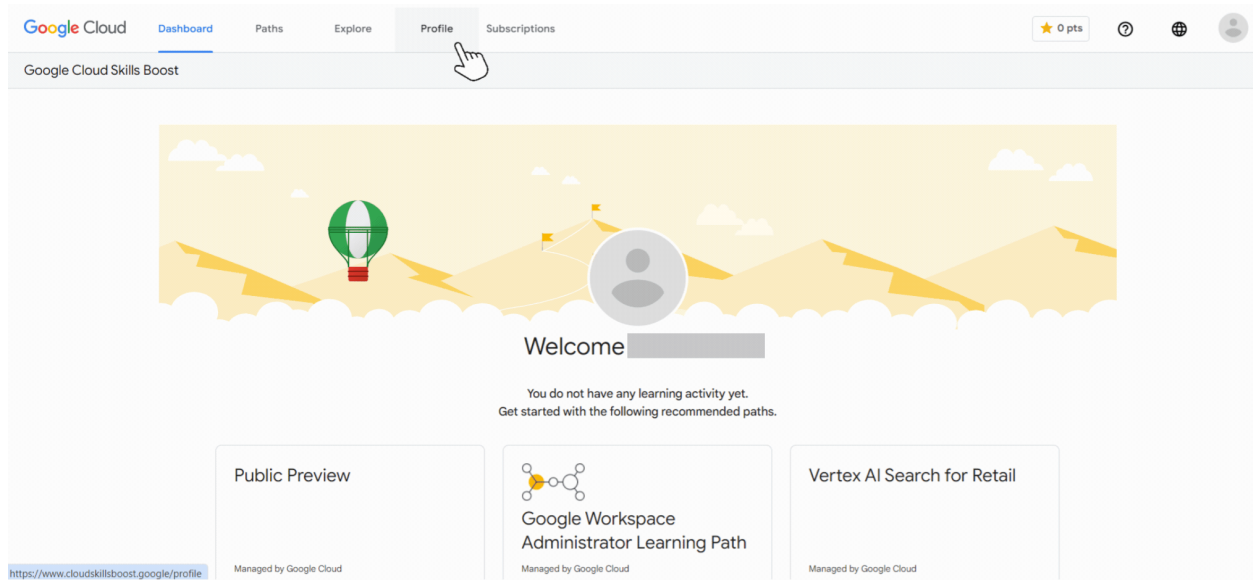 Google Cloud Dashboard Paths Explore Profile Subscriptions 0 pts
Google Cloud Skills Boost
Welcome
You do not have any learning activity yet.
Get started with the following recommended paths.
Public Preview
Managed by Google Cloud
Google Workspace
Administrator Learning Path
Managed by Google Cloud
Vertex AI Search for Retail
Managed by Google Cloud
https://www.cloudskillsboost.google/profile